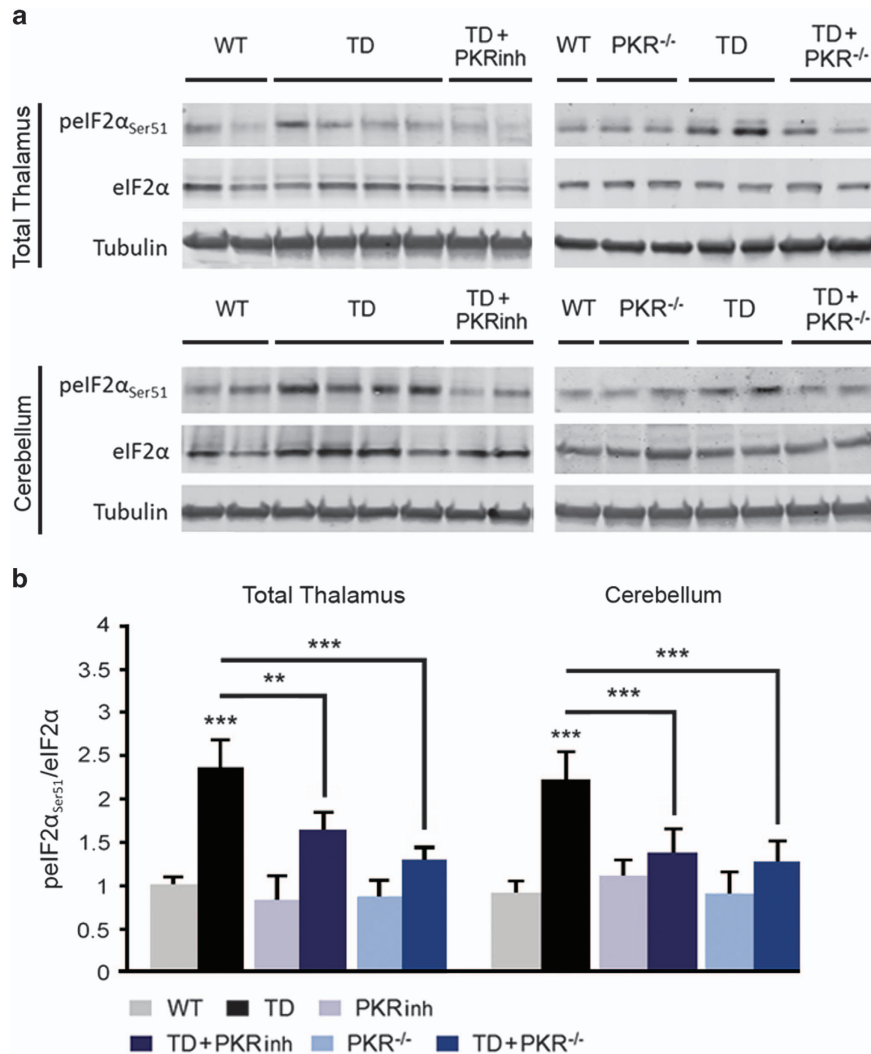 a
WT TD TD + PKRinh WT PKR-/- TD TD + PKR-/-
Total Thalamus
peIF2αSer51
eIF2α
Tubulin
WT TD TD + PKRinh WT PKR-/- TD TD + PKR-/-
Cerebellum
peIF2αSer51
eIF2α
Tubulin
b
Total Thalamus Cerebellum
peIF2αSer51/eIF2α
4
3.5
3
2.5
2
1.5
1
0.5
0
*** ** ***
*** *** ***
WT TD PKRinh
TD+PKRinh PKR-/- TD+PKR-/-